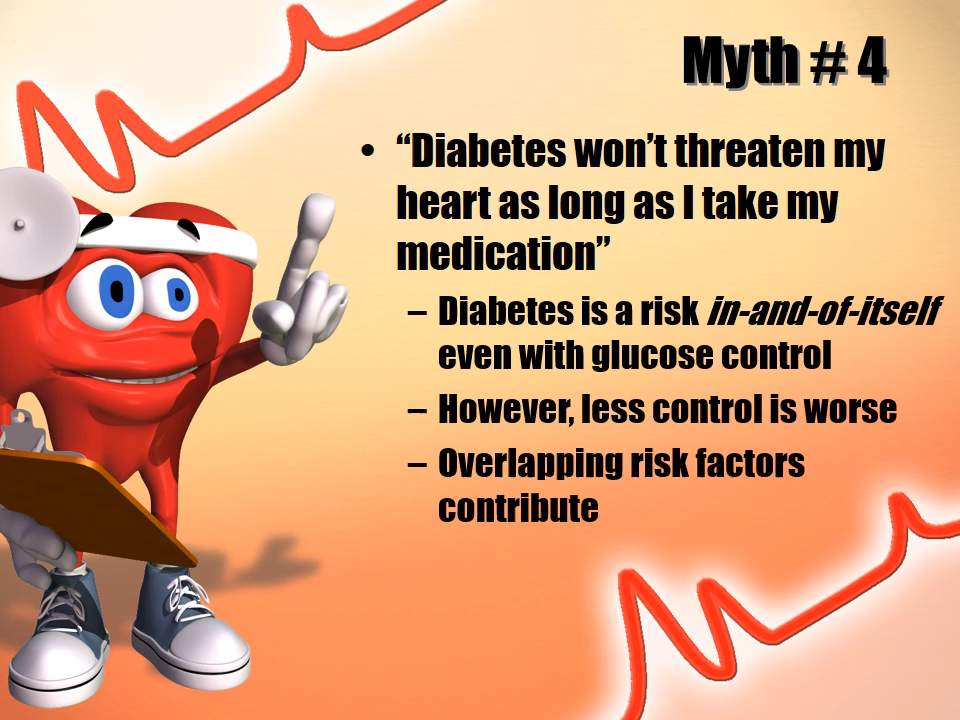 Myth # 4
• “Diabetes won’t threaten my
heart as long as I take my
medication”
– Diabetes is a risk in-and-of-itself
even with glucose control
– However, less control is worse
– Overlapping risk factors
contribute